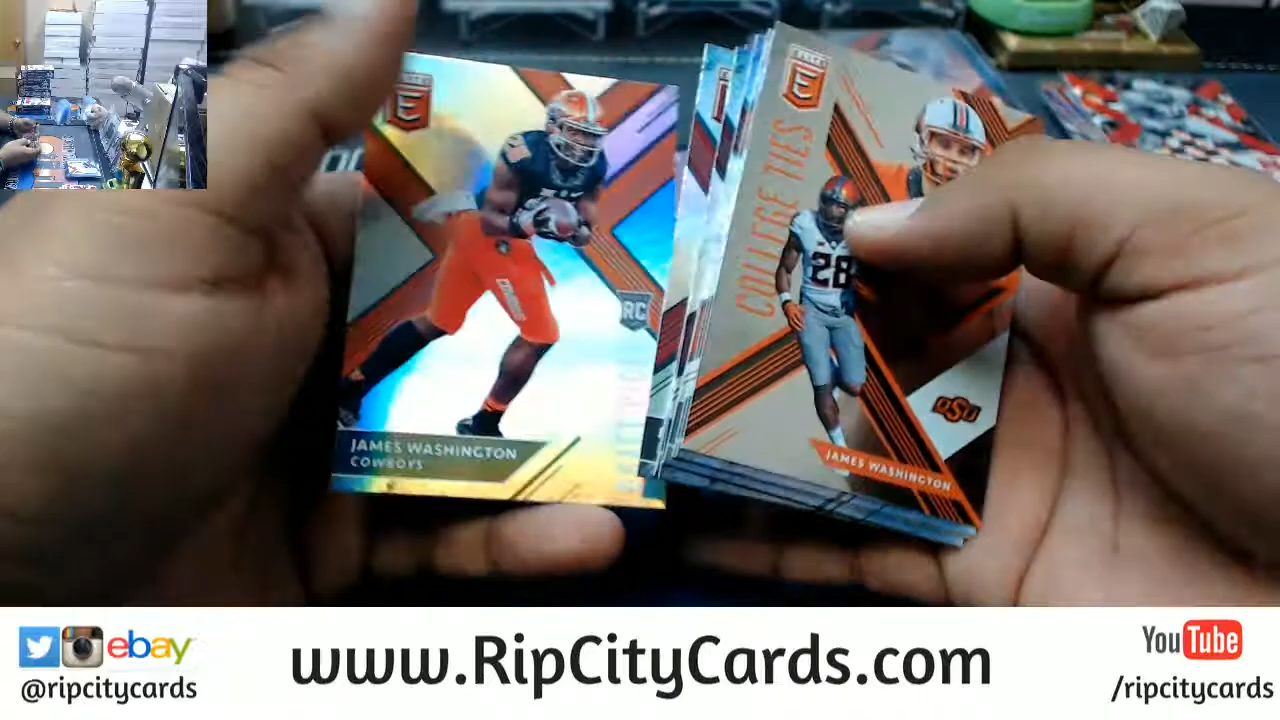 E
JAMES WASHINGTON
COWBOYS
RC
E
COLLEGE TIES
28
OSU
JAMES WASHINGTON
ebay
@ripcitycards
www.RipCityCards.com
YouTube
/ripcitycards